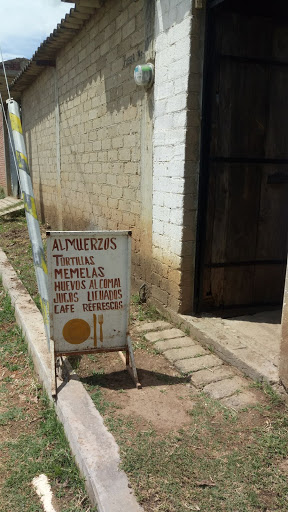 ALMUERZOS
TORTILLAS
MEMELAS
HUEVOS AL COMAL
JUGOS LICUADOS
CAFE REFRESCOS